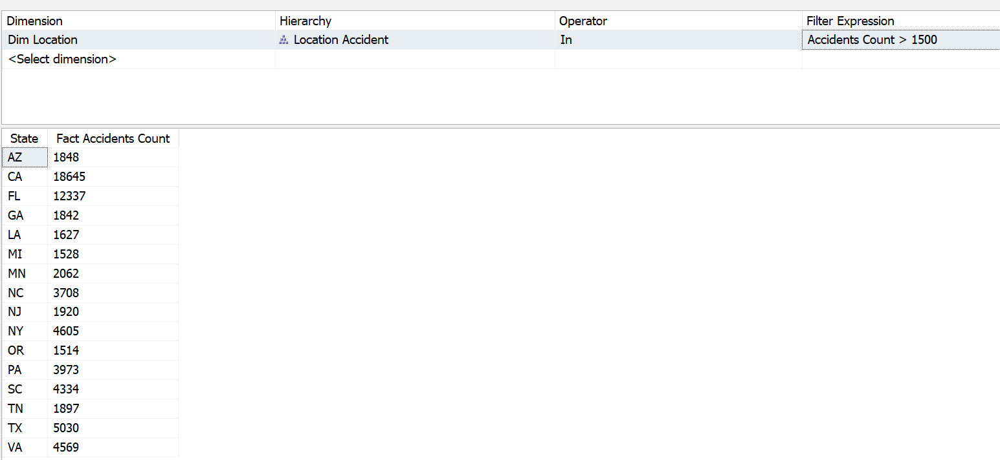 Dimension Hierarchy Operator Filter Expression
Dim Location Location Accident In Accidents Count > 1500
<Select dimension>
State Fact Accidents Count
AZ 1848
CA 18645
FL 12337
GA 1842
LA 1627
MI 1528
MN 2062
NC 3708
NJ 1920
NY 4605
OR 1514
PA 3973
SC 4334
TN 1897
TX 5030
VA 4569